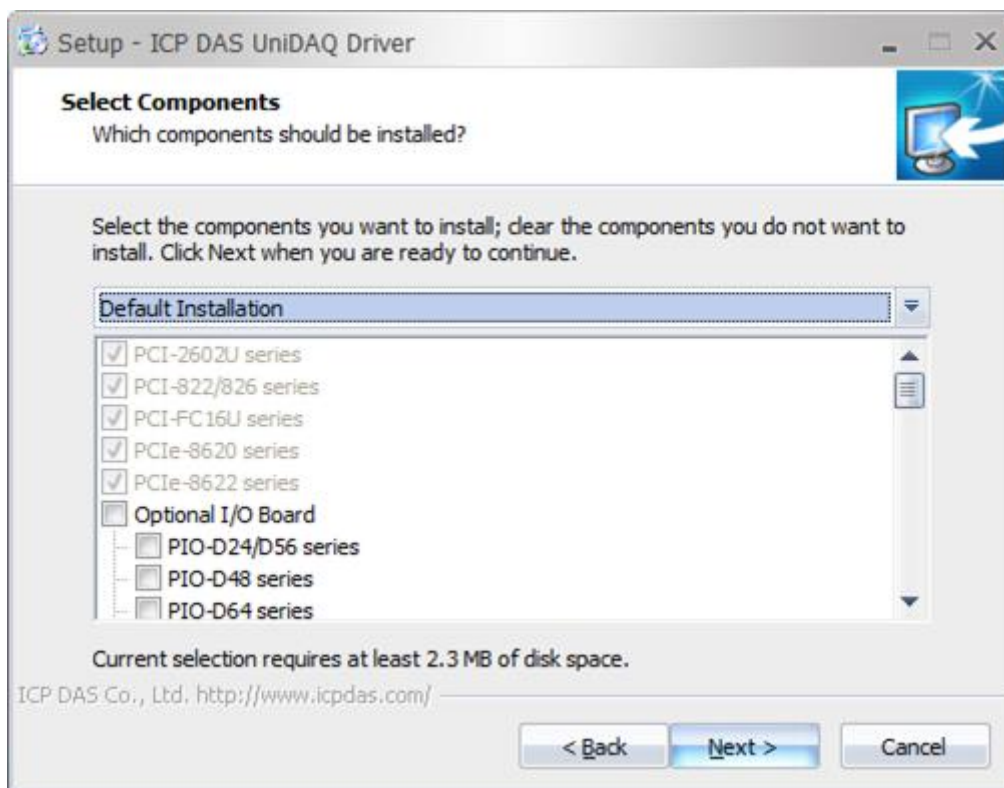 Setup - ICP DAS UniDAQ Driver
Select Components
Which components should be installed?
Select the components you want to install; clear the components you do not want to
install. Click Next when you are ready to continue.
Default Installation
PCI-2602U series
PCI-822/826 series
PCI-FC16U series
PCIe-8620 series
PCIe-8622 series
Optional I/O Board
PIO-D24/D56 series
PIO-D48 series
PIO-D64 series
Current selection requires at least 2.3 MB of disk space.
ICP DAS Co., Ltd. http://www.icpdas.com/
< Back Next > Cancel